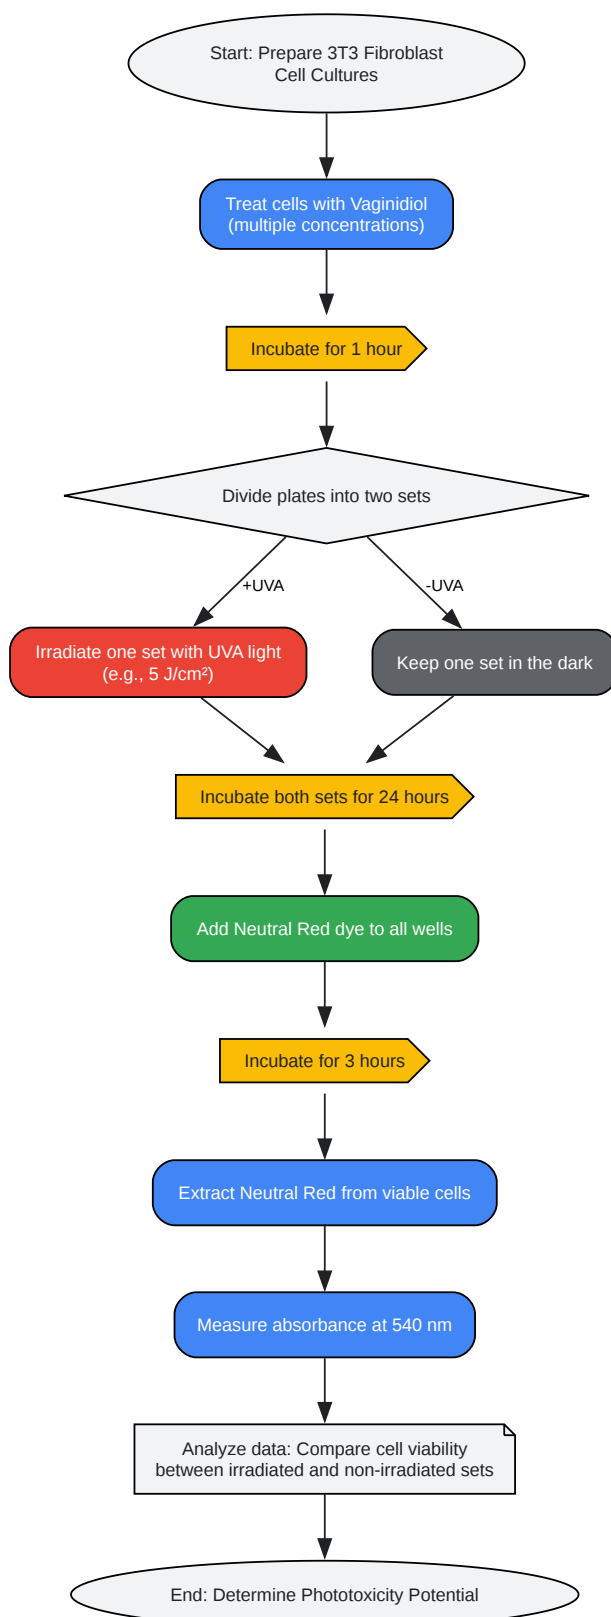 Start: Prepare 3T3 Fibroblast
Cell Cultures
Treat cells with Vaginidiol
(multiple concentrations)
Incubate for 1 hour
Divide plates into two sets
+UVA
-UVA
Irradiate one set with UVA light
(e.g., 5 J/cm²)
Keep one set in the dark
Incubate both sets for 24 hours
Add Neutral Red dye to all wells
Incubate for 3 hours
Extract Neutral Red from viable cells
Measure absorbance at 540 nm
Analyze data: Compare cell viability
between irradiated and non-irradiated sets
End: Determine Phototoxicity Potential